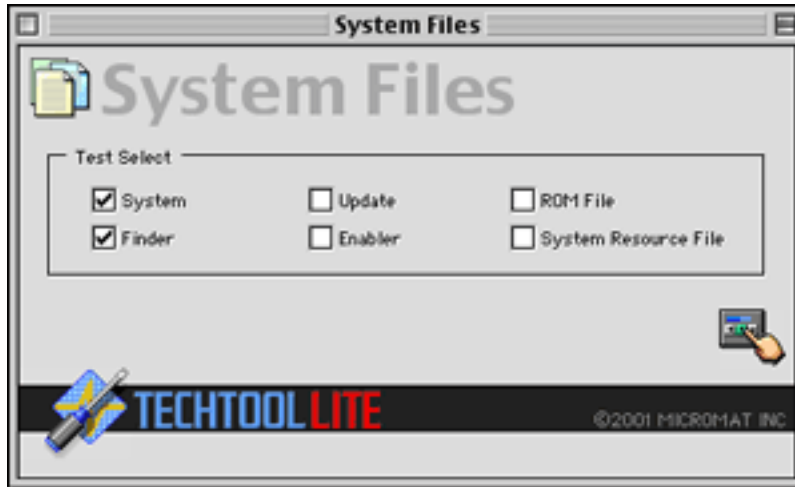 System Files
System Files
Test Select
System Update ROM File
Finder Enabler System Resource File
TECHTOOL LITE ©2001 MICROMAT INC